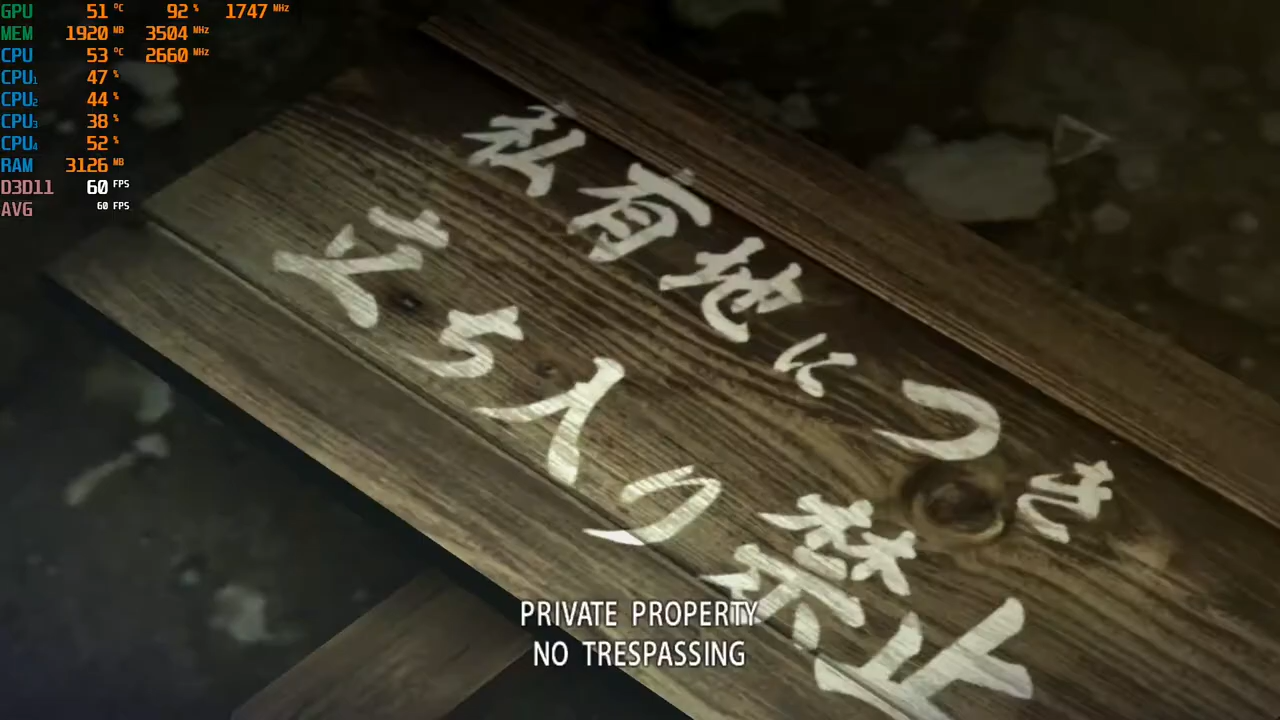 GPU 51 °C 92 % 1747 MHz
MEM 1920 MB 3504 MHz
CPU 53 °C 2660 MHz
CPU1 47 %
CPU2 44 %
CPU3 38 %
CPU4 52 %
RAM 3126 MB
D3D11 60 FPS
AVG 60 FPS
私有地につき
立ち入り禁止
PRIVATE PROPERTY
NO TRESPASSING